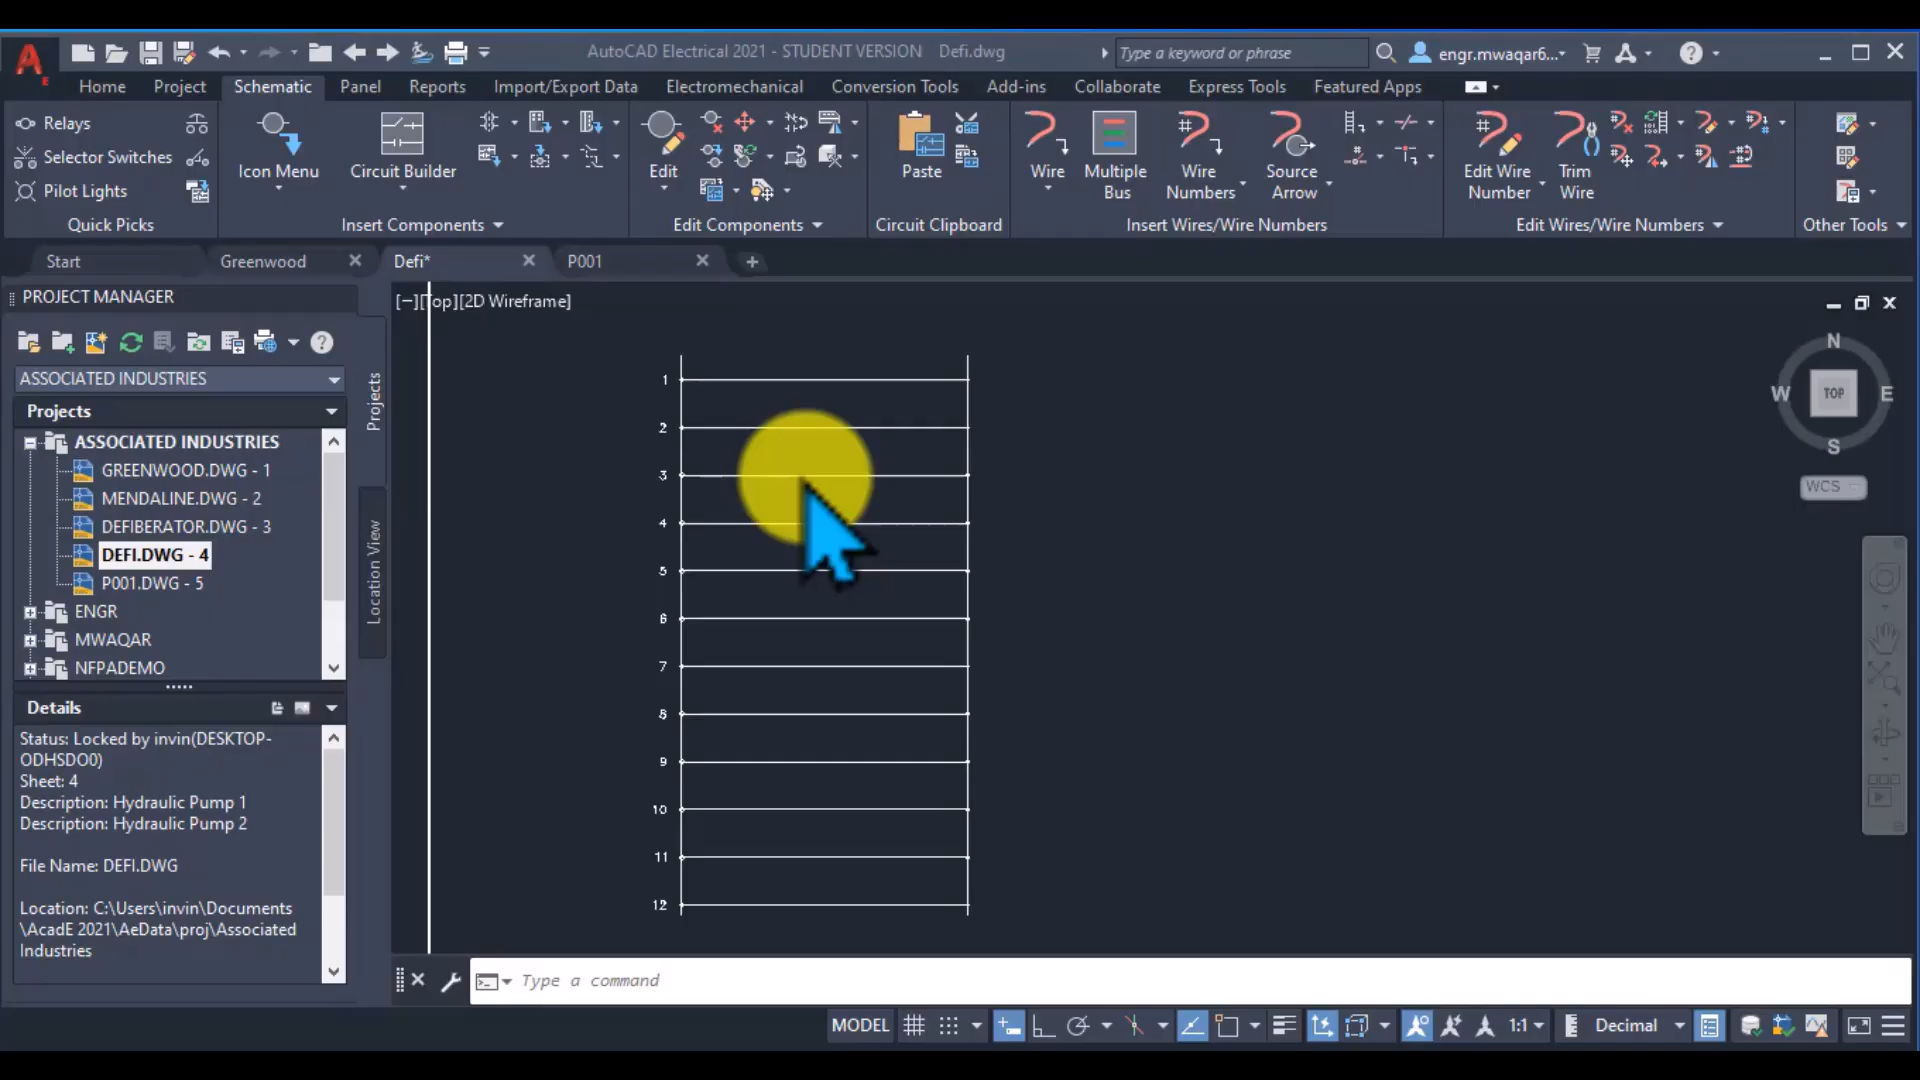 AutoCAD Electrical 2021 - STUDENT VERSION Defi.dwg
Type a keyword or phrase
engr.mwaqar6...
Home Project Schematic Panel Reports Import/Export Data Electromechanical Conversion Tools Add-ins Collaborate Express Tools Featured Apps
Relays
Selector Switches
Pilot Lights
Quick Picks
Icon Menu
Circuit Builder
Insert Components
Edit
Edit Components
Paste
Circuit Clipboard
Wire
Multiple
Bus
Wire
Numbers
Source
Arrow
Insert Wires/Wire Numbers
Edit Wire
Number
Trim
Wire
Edit Wires/Wire Numbers
Other Tools
Start
Greenwood
Defi*
P001
PROJECT MANAGER
ASSOCIATED INDUSTRIES
Projects
ASSOCIATED INDUSTRIES
GREENWOOD.DWG - 1
MENDALINE.DWG - 2
DEFIBERATOR.DWG - 3
DEFI.DWG - 4
P001.DWG - 5
ENGR
MWAQAR
NFPADEMO
Details
Status: Locked by invin(DESKTOP-
ODHSDO0)
Sheet: 4
Description: Hydraulic Pump 1
Description: Hydraulic Pump 2
File Name: DEFI.DWG
Location: C:\Users\invin\Documents
\AcadE 2021\AeData\proj\Associated
Industries
Projects
Location View
[−][Top][2D Wireframe]
1
2
3
4
5
6
7
8
9
10
11
12
N
W
TOP
E
S
WCS
Type a command
MODEL
1:1
Decimal